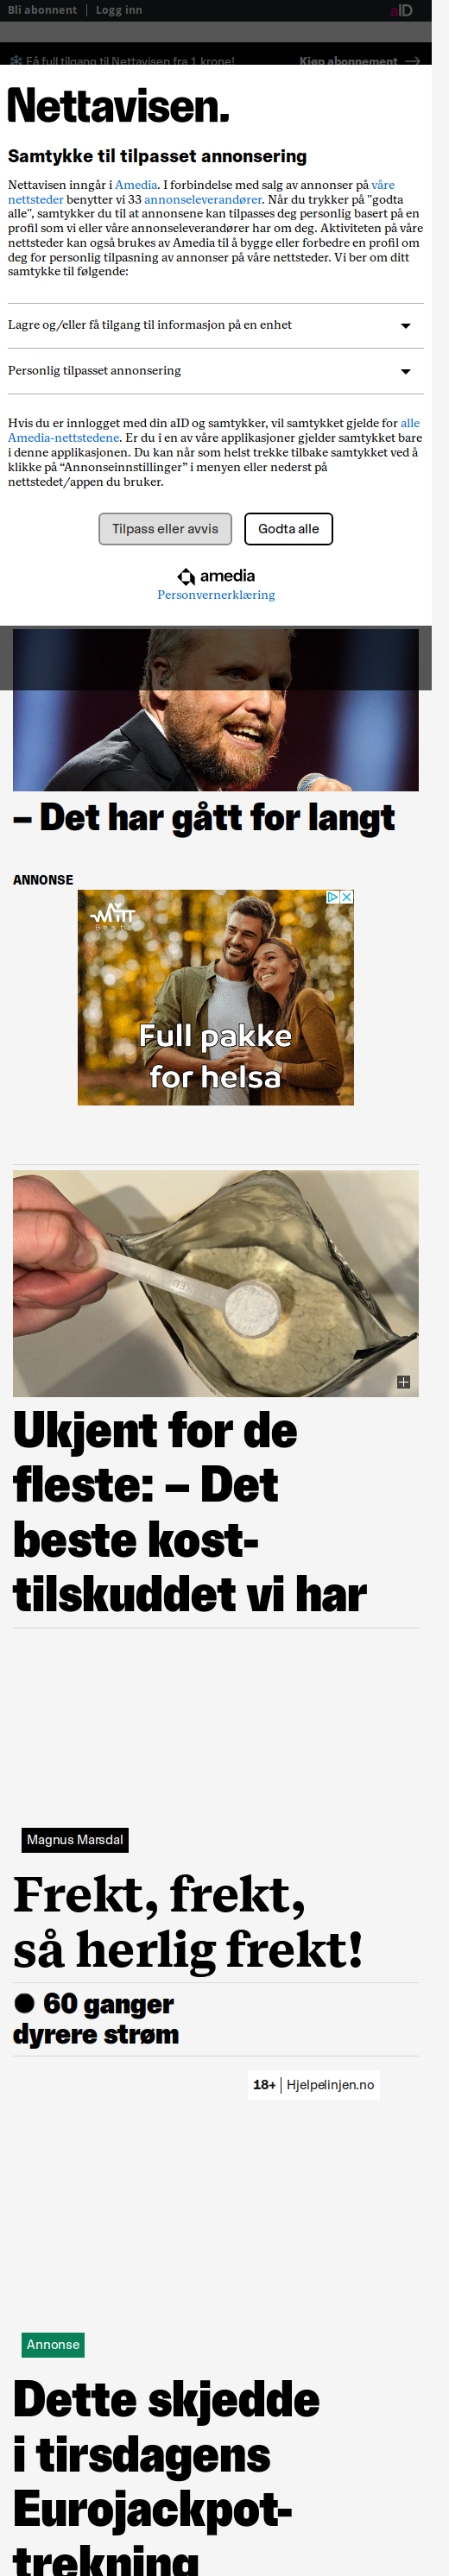 Bli abonnent | Logg inn
aID
Få full tilgang til Nettavisen fra 1 krone!
Kjøp abonnement →
Nettavisen.
Samtykke til tilpasset annonsering
Nettavisen inngår i Amedia. I forbindelse med salg av annonser på våre
nettsteder benytter vi 33 annonseleverandører. Når du trykker på "godta
alle", samtykker du til at annonsene kan tilpasses deg personlig basert på en
profil som vi eller våre annonseleverandører har om deg. Aktiviteten på våre
nettsteder kan også brukes av Amedia til å bygge eller forbedre en profil om
deg for personlig tilpasning av annonser på våre nettsteder. Vi ber om ditt
samtykke til følgende:
Lagre og/eller få tilgang til informasjon på en enhet
Personlig tilpasset annonsering
Hvis du er innlogget med din aID og samtykker, vil samtykket gjelde for alle
Amedia-nettstedene. Er du i en av våre applikasjoner gjelder samtykket bare
i denne applikasjonen. Du kan når som helst trekke tilbake samtykket ved å
klikke på “Annonseinnstillinger” i menyen eller nederst på
nettstedet/appen du bruker.
Tilpass eller avvis
Godta alle
amedia
Personvernerklæring
– Det har gått for langt
ANNONSE
Mitt
Beste
Full pakke
for helsa
Ukjent for de
fleste: – Det
beste kost-
tilskuddet vi har
Magnus Marsdal
Frekt, frekt,
så herlig frekt!
60 ganger
dyrere strøm
18+ | Hjelpelinjen.no
Annonse
Dette skjedde
i tirsdagens
Eurojackpot-
trekning